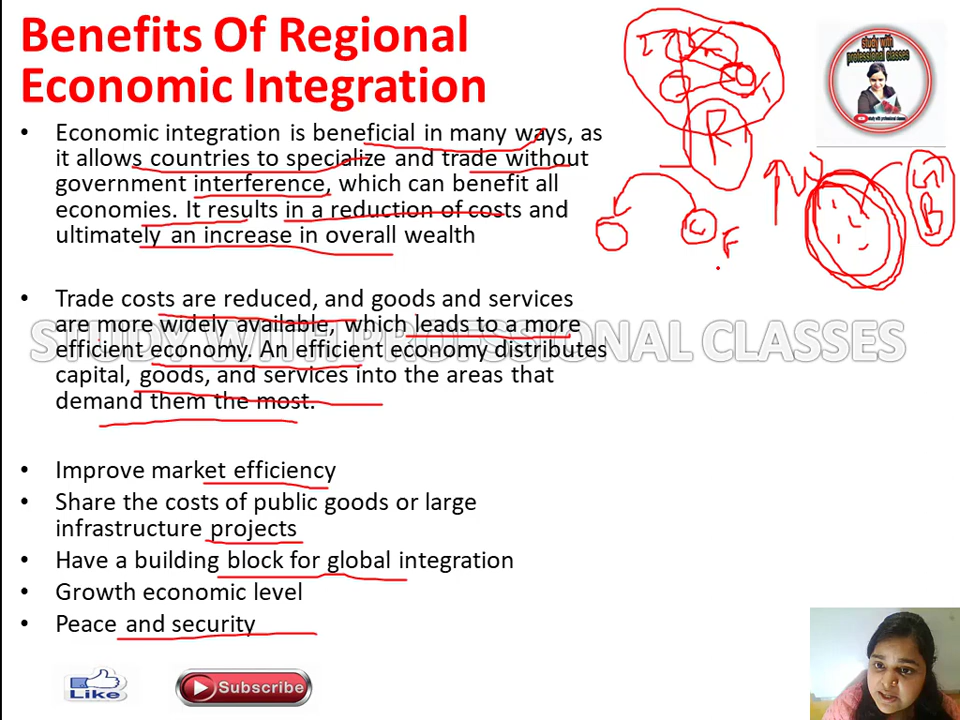 Benefits Of Regional
Economic Integration
• Economic integration is beneficial in many ways, as
it allows countries to specialize and trade without
government interference, which can benefit all
economies. It results in a reduction of costs and
ultimately an increase in overall wealth
• Trade costs are reduced, and goods and services
are more widely available, which leads to a more
efficient economy. An efficient economy distributes
capital, goods, and services into the areas that
demand them the most.
• Improve market efficiency
• Share the costs of public goods or large
infrastructure projects
• Have a building block for global integration
• Growth economic level
• Peace and security
STUDY WITH PROFESSIONAL CLASSES
study with
professional classes
R
F
B
Like
Subscribe